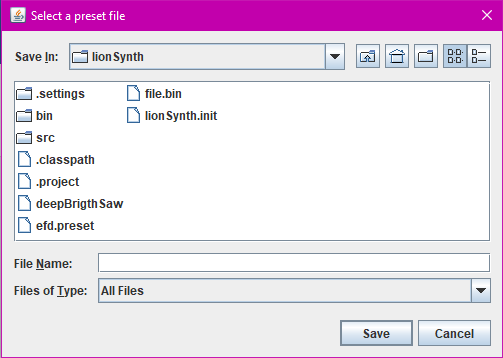 Select a preset file
Save In: lionSynth
.settings
bin
src
.classpath
.project
deepBrigthSaw
efd.preset
file.bin
lionSynth.init
File Name:
Files of Type: All Files
Save Cancel